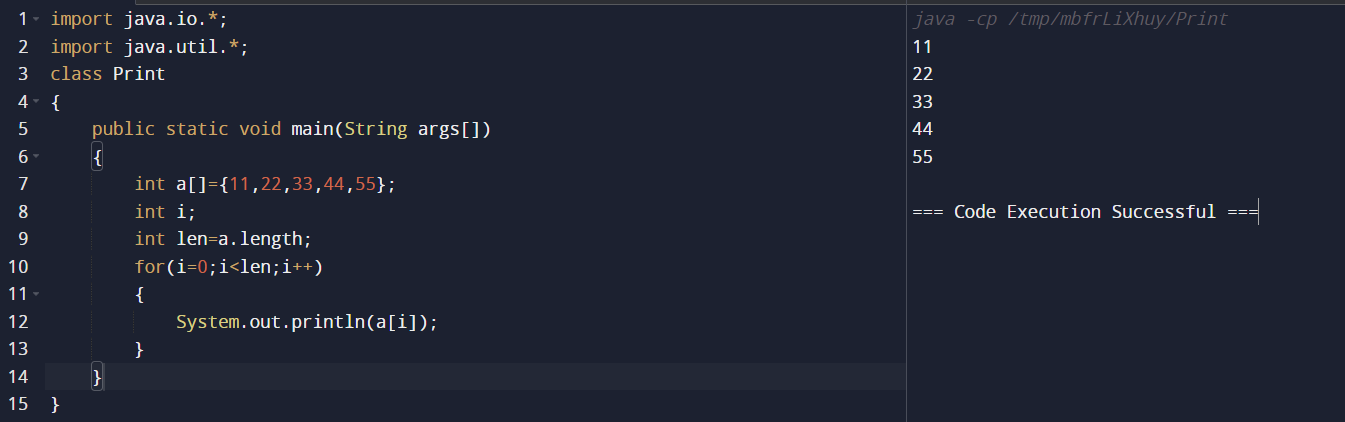 1 import java.io.*;
2 import java.util.*;
3 class Print
4 {
5     public static void main(String args[])
6     {
7         int a[]={11,22,33,44,55};
8         int i;
9         int len=a.length;
10         for(i=0;i<len;i++)
11         {
12             System.out.println(a[i]);
13         }
14     }
15 }
java -cp /tmp/mbfrLiXhuy/Print
11
22
33
44
55
=== Code Execution Successful ===